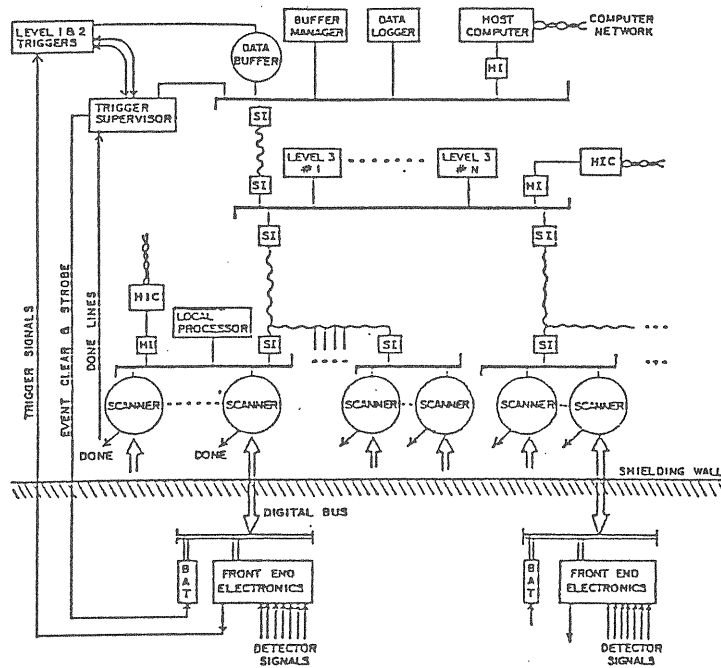 LEVEL 1 & 2
TRIGGERS
DATA
BUFFER
BUFFER
MANAGER
DATA
LOGGER
HOST
COMPUTER
COMPUTER
NETWORK
HI
TRIGGER
SUPERVISOR
SI
SI
LEVEL 3
# 1
LEVEL 3
# N
HI
HIC
SI
SI
HIC
LOCAL
PROCESSOR
HI
SI
SI
SI
SCANNER
SCANNER
SCANNER
SCANNER
SCANNER
SCANNER
TRIGGER SIGNALS
EVENT CLEAR & STROBE
DONE LINES
DONE
DONE
SHIELDING WALL
DIGITAL BUS
BAT
FRONT END
ELECTRONICS
BAT
FRONT END
ELECTRONICS
DETECTOR
SIGNALS
DETECTOR
SIGNALS